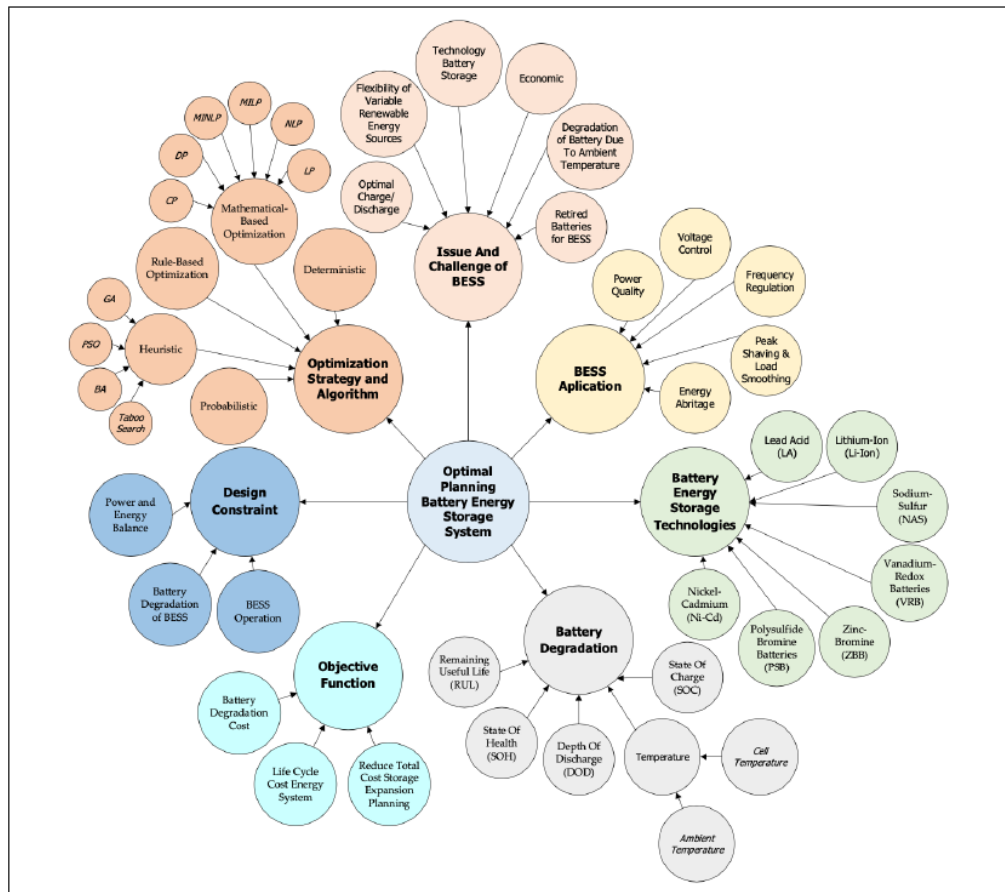 Technology
Battery
Storage
Economic
Flexibility of
Variable
Renewable
Energy
Sources
Degradation
of Battery Due
To Ambient
Temperature
Optimal
Charge/
Discharge
Retired
Batteries
for BESS
Issue And
Challenge of
BESS
MILP
MINLP
NLP
DP
LP
CP
Mathematical-
Based
Optimization
Rule-Based
Optimization
Deterministic
GA
PSO
BA
Taboo
Search
Heuristic
Probabilistic
Optimization
Strategy and
Algorithm
Voltage
Control
Power
Quality
Frequency
Regulation
Peak
Shaving &
Load
Smoothing
Energy
Abritage
BESS
Aplication
Optimal
Planning
Battery Energy
Storage
System
Design
Constraint
Power and
Energy
Balance
Battery
Degradation
of BESS
BESS
Operation
Battery
Energy
Storage
Technologies
Lead Acid
(LA)
Lithium-Ion
(Li-Ion)
Sodium-
Sulfur
(NAS)
Vanadium-
Redox
Batteries
(VRB)
Zinc-
Bromine
(ZBB)
Polysulfide
Bromine
Batteries
(PSB)
Nickel-
Cadmium
(Ni-Cd)
Objective
Function
Battery
Degradation
Cost
Life Cycle
Cost Energy
System
Reduce Total
Cost Storage
Expansion
Planning
Battery
Degradation
Remaining
Useful Life
(RUL)
State Of
Health
(SOH)
Depth Of
Discharge
(DOD)
State Of
Charge
(SOC)
Temperature
Cell
Temperature
Ambient
Temperature